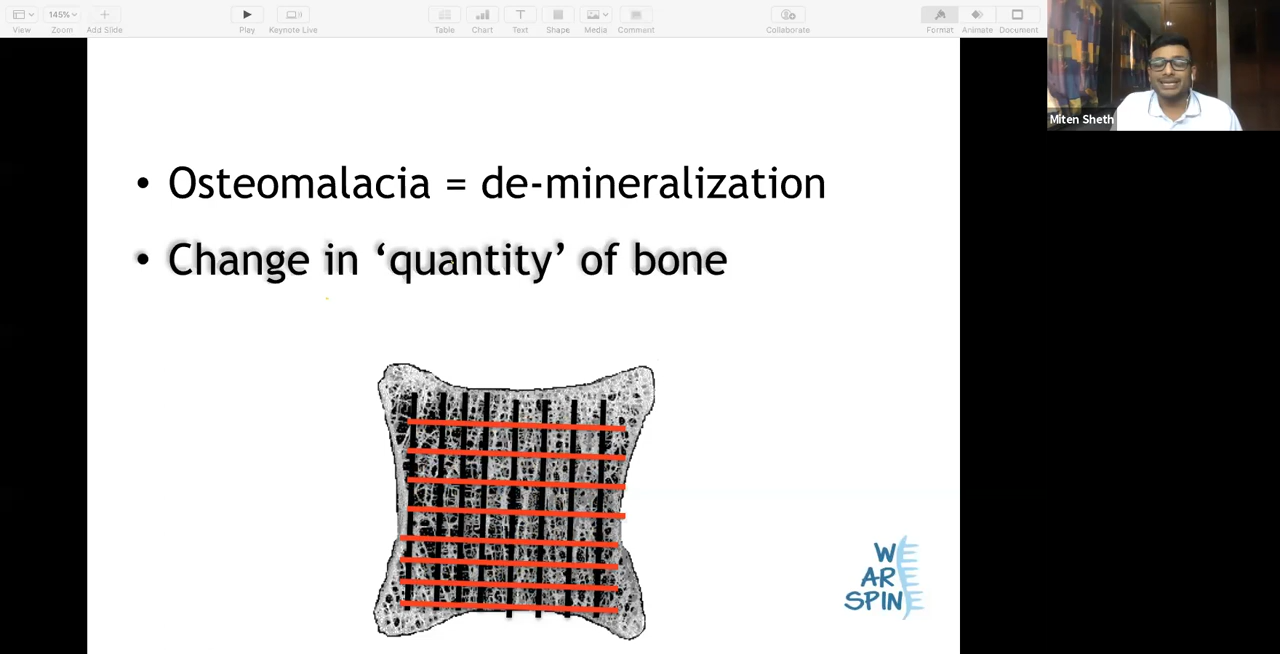 145%
View
Zoom
Add Slide
Play
Keynote Live
Table
Chart
Text
Shape
Media
Comment
Collaborate
Format
Animate
Document
Miten Sheth
• Osteomalacia = de-mineralization
• Change in ‘quantity’ of bone
WE
ARE
SPINE